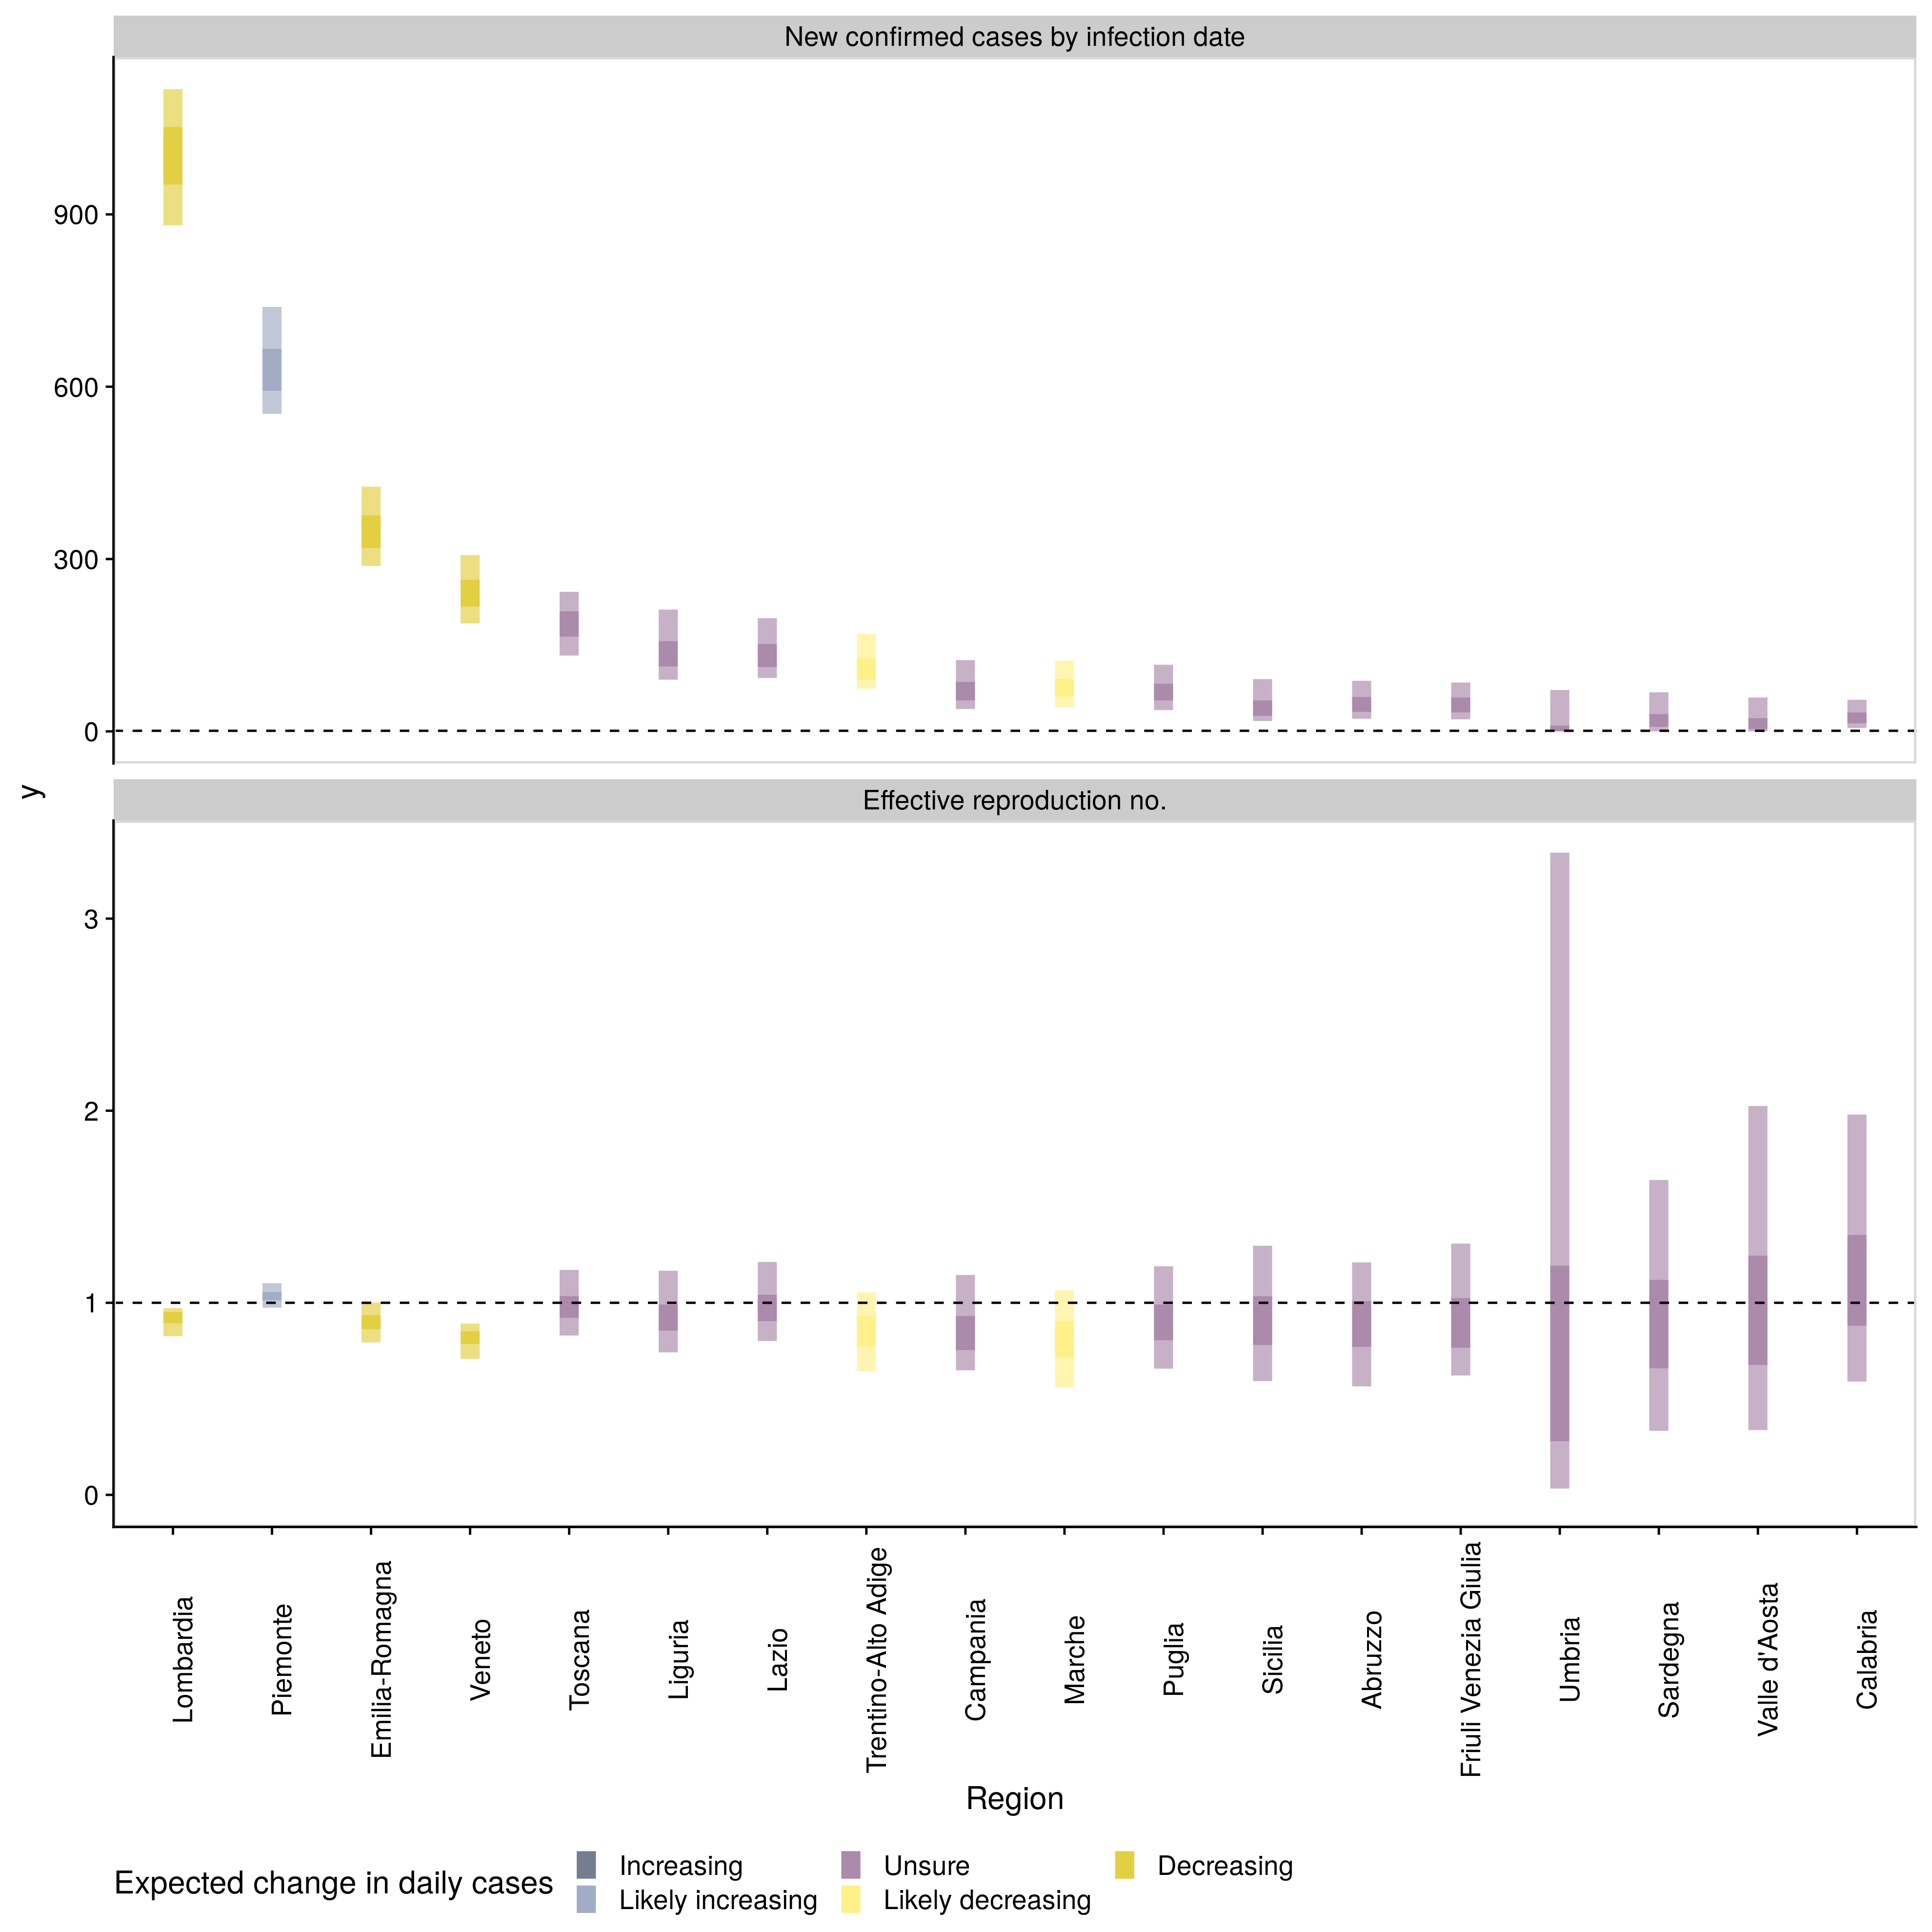 New confirmed cases by infection date
900
600
300
0
y
Effective reproduction no.
3
2
1
0
Lombardia
Piemonte
Emilia-Romagna
Veneto
Toscana
Liguria
Lazio
Trentino-Alto Adige
Campania
Marche
Puglia
Sicilia
Abruzzo
Friuli Venezia Giulia
Umbria
Sardegna
Valle d'Aosta
Calabria
Region
Expected change in daily cases
Increasing
Unsure
Decreasing
Likely increasing
Likely decreasing